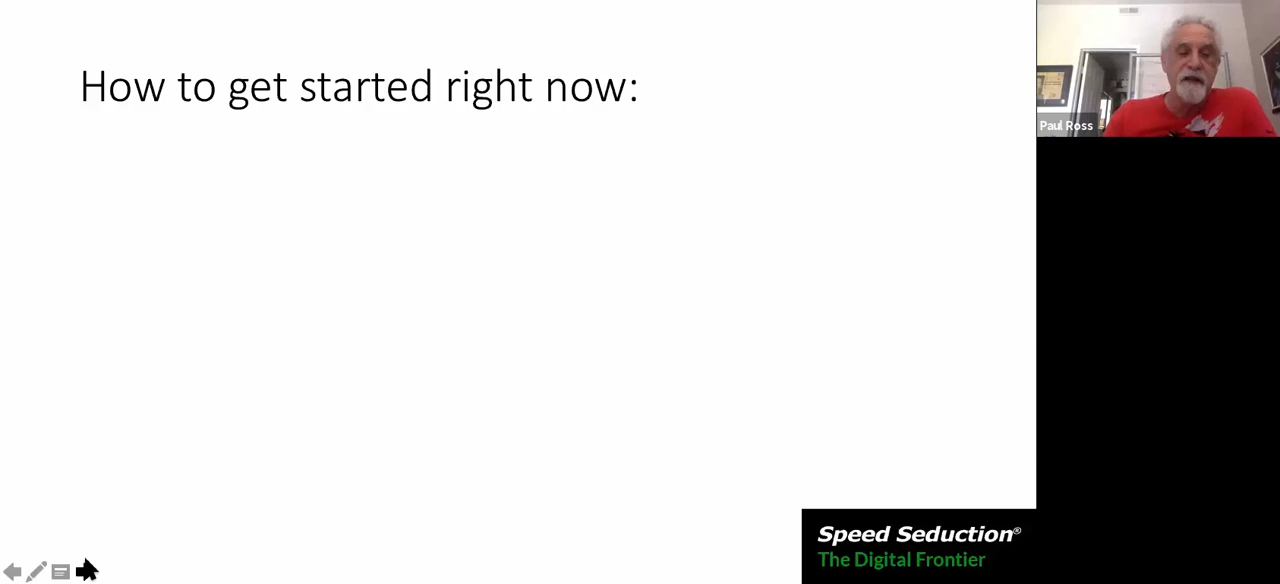 How to get started right now:
Paul Ross
Speed Seduction®
The Digital Frontier